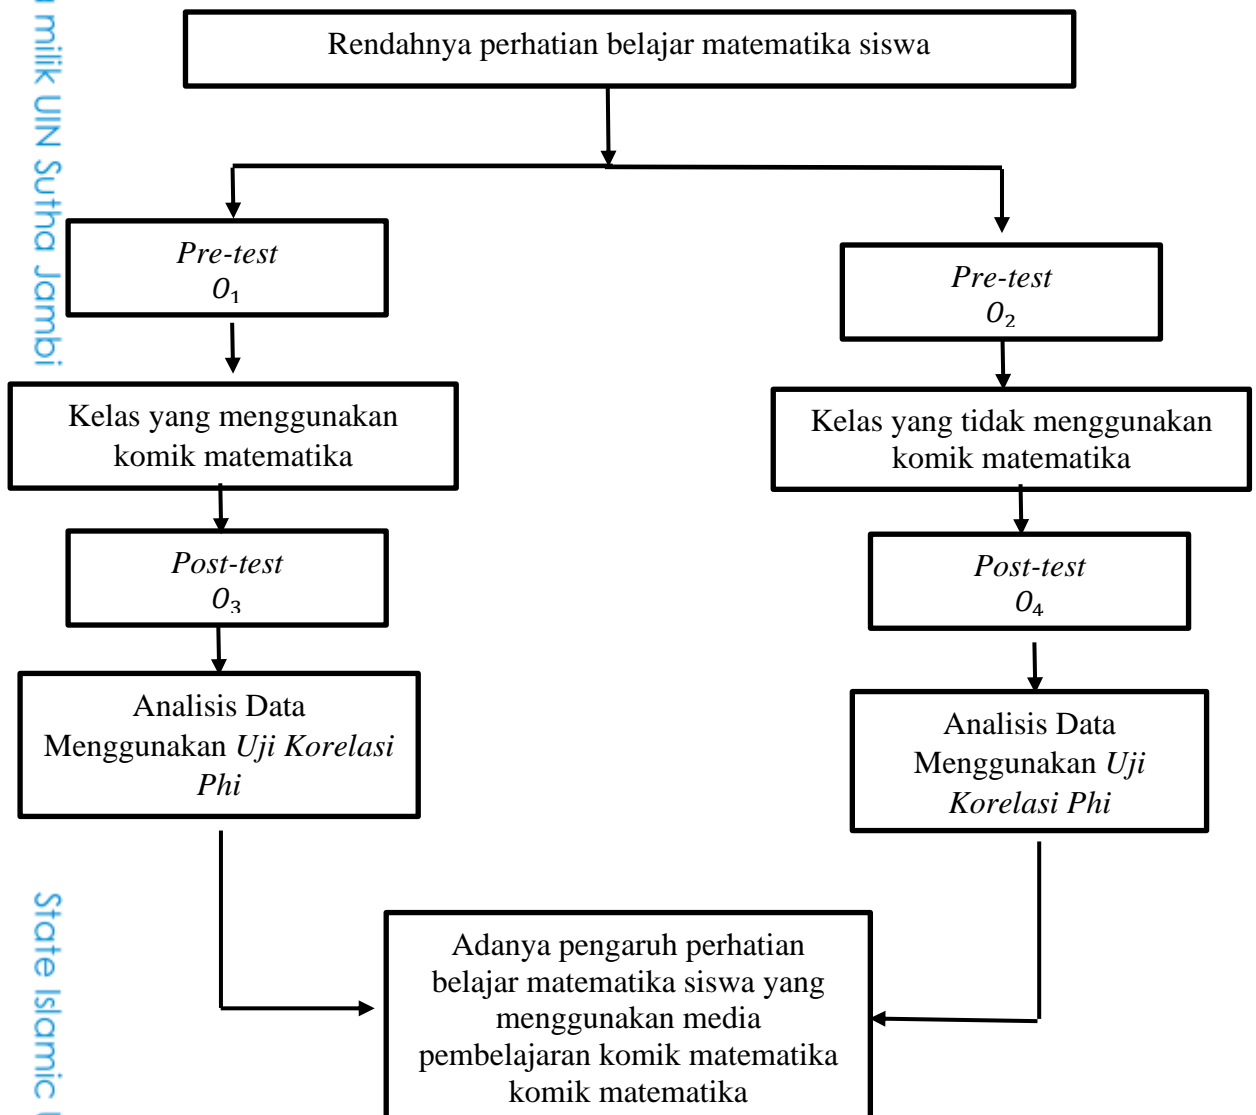 Rendahnya perhatian belajar matematika siswa
Pre-test
O₁
Pre-test
O₂
Kelas yang menggunakan
komik matematika
Kelas yang tidak menggunakan
komik matematika
Post-test
O₃
Post-test
O₄
Analisis Data
Menggunakan Uji Korelasi
Phi
Analisis Data
Menggunakan Uji
Korelasi Phi
Adanya pengaruh perhatian
belajar matematika siswa yang
menggunakan media
pembelajaran komik matematika
komik matematika
milik UIN Sutha Jambi
State Islamic